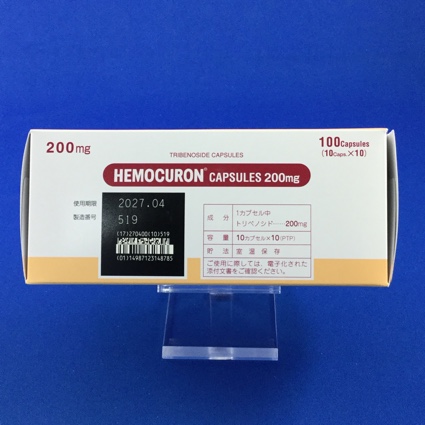 200mg
TRIBENOSIDE CAPSULES
100Capsules
(10Caps.×10)
HEMOCURON® CAPSULES 200mg
使用期限 2027.04
製造番号 519
(17)270400(10)519
(01)14987123148785
成分 1カプセル中
トリベノシド……200mg
容量 10カプセル×10(PTP)
貯法 室温保存
ご使用に際しては、電子化された
添付文書をご確認ください。